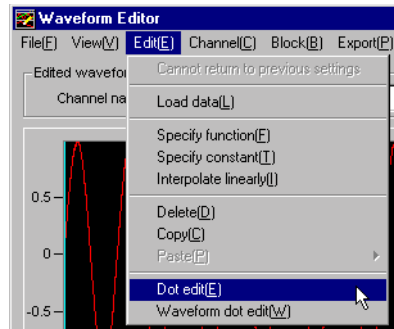 Waveform Editor
File(F) View(V) Edit(E) Channel(C) Block(B) Export(P)
Cannot return to previous settings
Edited wavefor
Channel na
Load data(L)
Specify function(F)
Specify constant(T)
Interpolate linearly(I)
0.5
Delete(D)
Copy(C)
0
Paste(P)
Dot edit(E)
-0.5
Waveform dot edit(W)